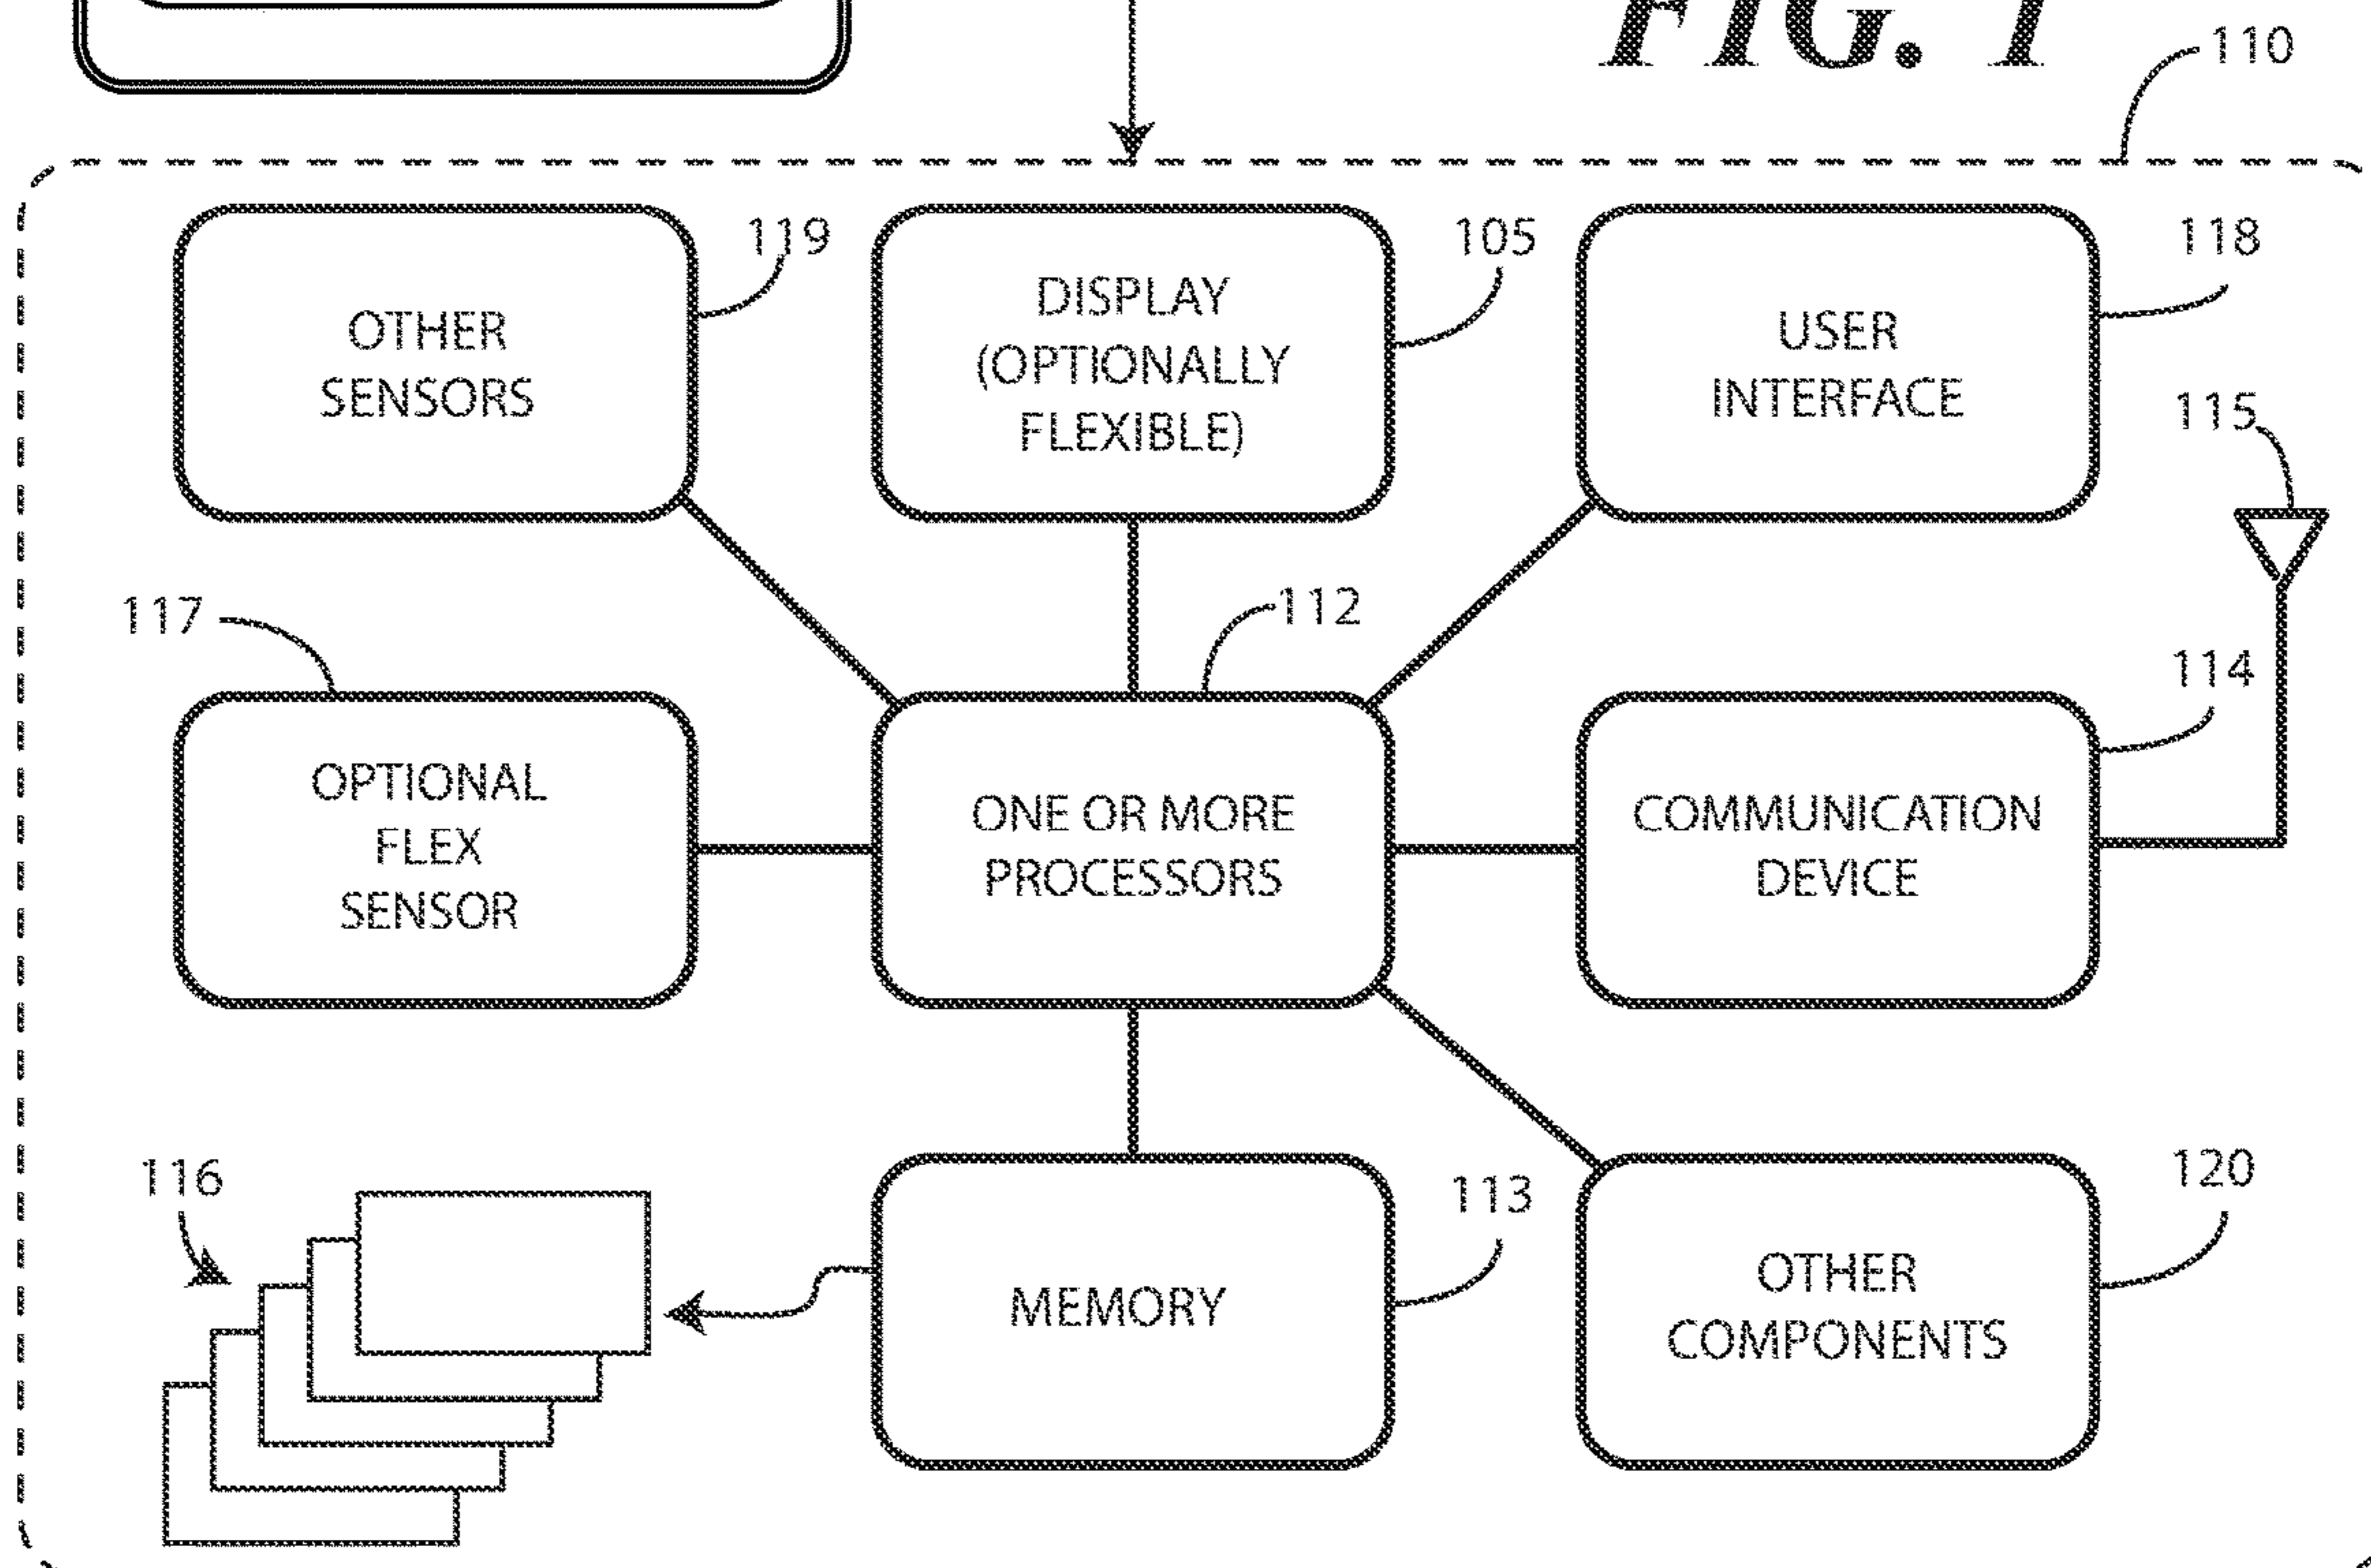 FIG. 1
110
119
105
118
OTHER
SENSORS
DISPLAY
(OPTIONALLY
FLEXIBLE)
USER
INTERFACE
115
117
112
114
OPTIONAL
FLEX
SENSOR
ONE OR MORE
PROCESSORS
COMMUNICATION
DEVICE
116
113
120
MEMORY
OTHER
COMPONENTS